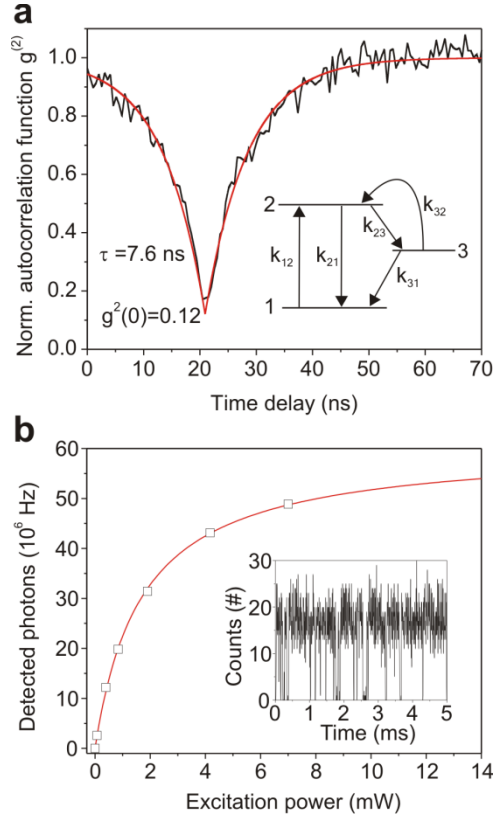 a
Norm. autocorrelation function g(2)
1.0
0.8
0.6
0.4
0.2
0.0
τ =7.6 ns
g²(0)=0.12
2
3
1
k12
k21
k23
k32
k31
0 10 20 30 40 50 60 70
Time delay (ns)
b
Detected photons (10⁶ Hz)
60
50
40
30
20
10
0
Counts (#)
30
20
10
0
0 1 2 3 4 5
Time (ms)
0 2 4 6 8 10 12 14
Excitation power (mW)